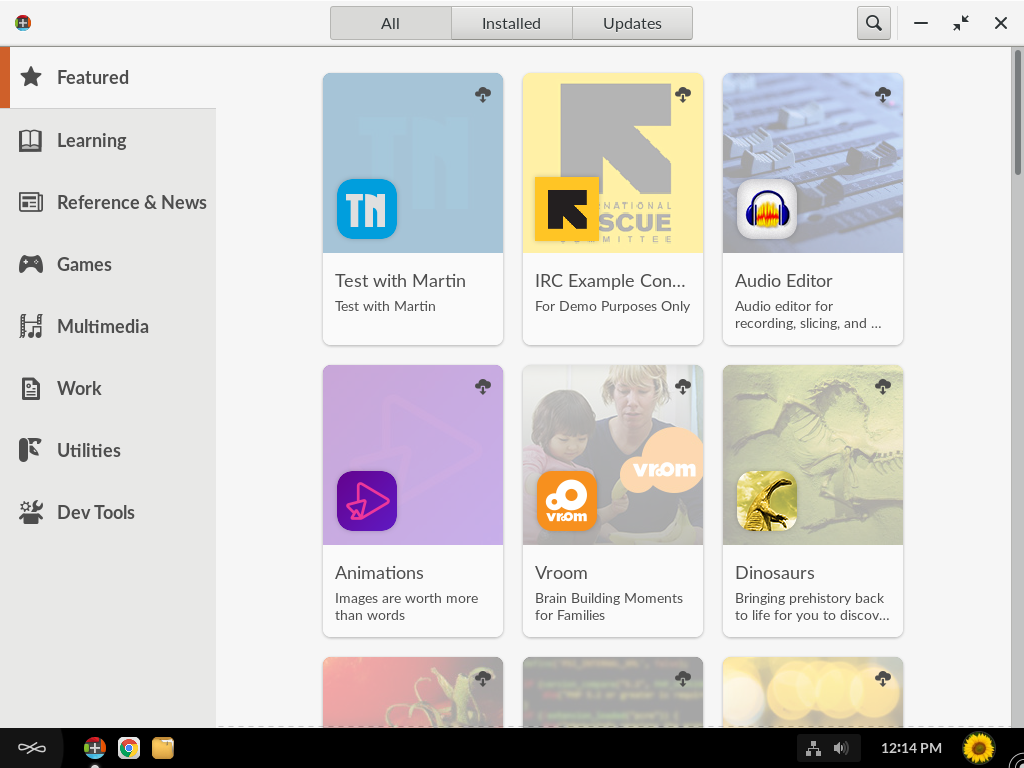 All
Installed
Updates
Featured
Learning
Reference & News
Games
Multimedia
Work
Utilities
Dev Tools
TN
TN
Test with Martin
Test with Martin
NATIONAL
SCUE
MITTEE
IRC Example Con...
For Demo Purposes Only
Audio Editor
Audio editor for
recording, slicing, and ...
Animations
Images are worth more
than words
vroom
vroom
Vroom
Brain Building Moments
for Families
Dinosaurs
Bringing prehistory back
to life for you to discov...
12:14 PM